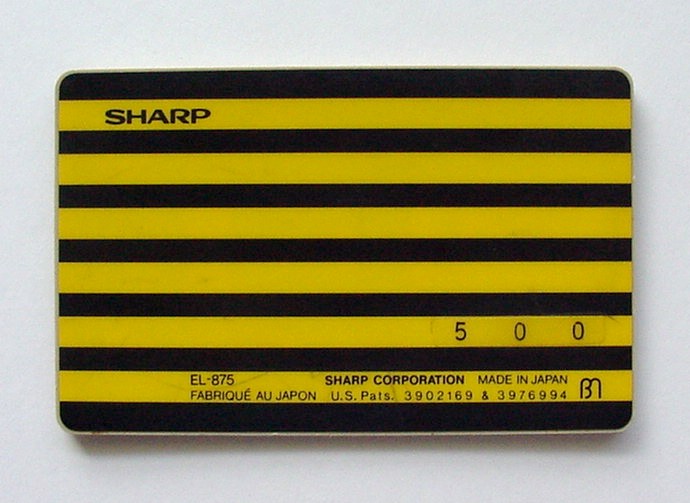 SHARP
5 0 0
EL-875 SHARP CORPORATION MADE IN JAPAN
FABRIQUÉ AU JAPON U.S. Pats. 3902169 & 3976994